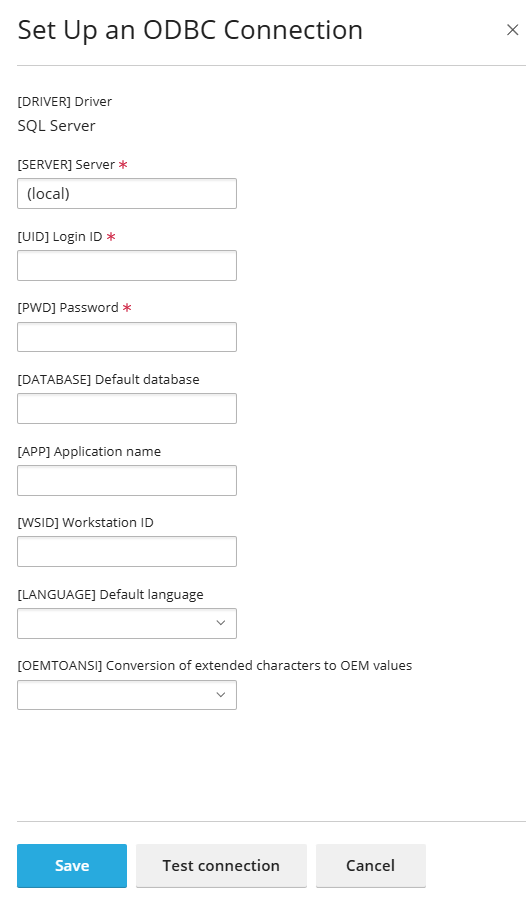 Set Up an ODBC Connection
[DRIVER] Driver
SQL Server
[SERVER] Server *
(local)
[UID] Login ID *
[PWD] Password *
[DATABASE] Default database
[APP] Application name
[WSID] Workstation ID
[LANGUAGE] Default language
[OEMTOANSI] Conversion of extended characters to OEM values
Save Test connection Cancel